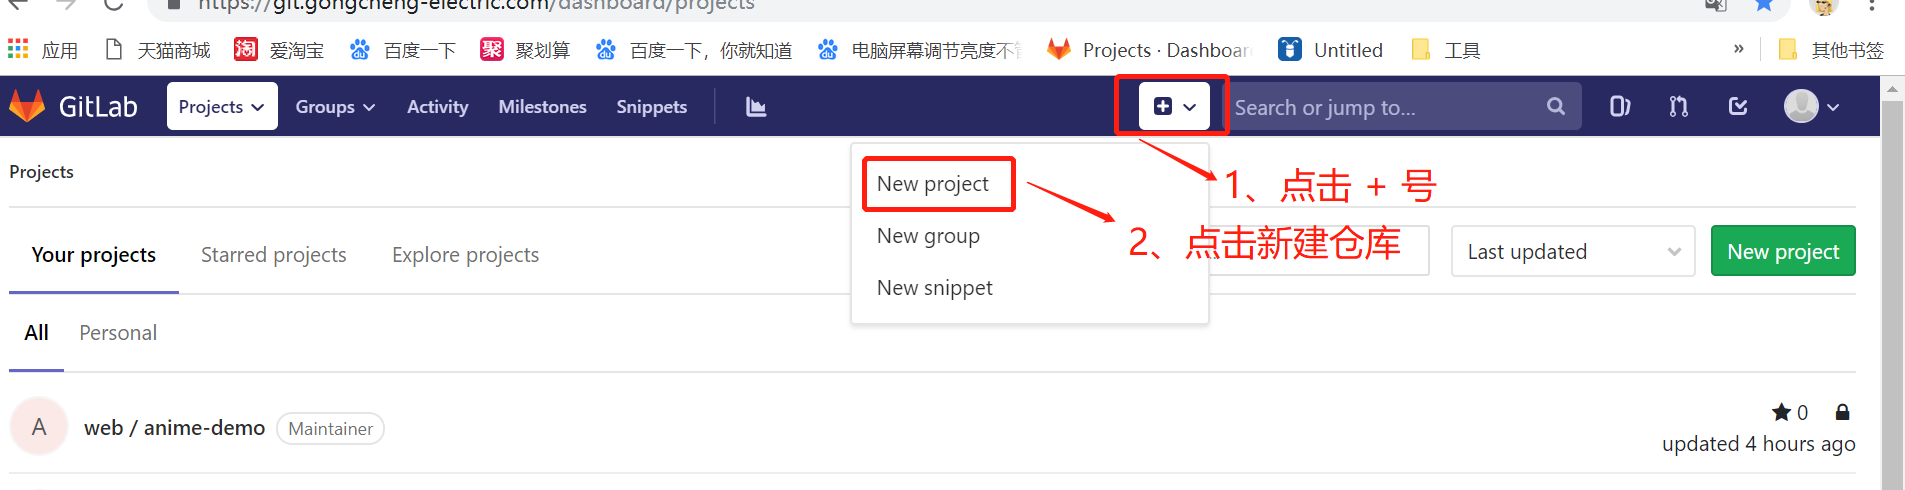 https://git.gongcheng-electric.com/dashboard/projects
应用 天猫商城 淘 爱淘宝 百度一下 聚 聚划算 百度一下，你就知道 电脑屏幕调节亮度不 Projects · Dashboar Untitled 工具 » 其他书签
GitLab Projects Groups Activity Milestones Snippets Search or jump to...
Projects
New project
1、点击 + 号
New group
2、点击新建仓库
Your projects Starred projects Explore projects Last updated New project
New snippet
All Personal
A web / anime-demo Maintainer 0
updated 4 hours ago